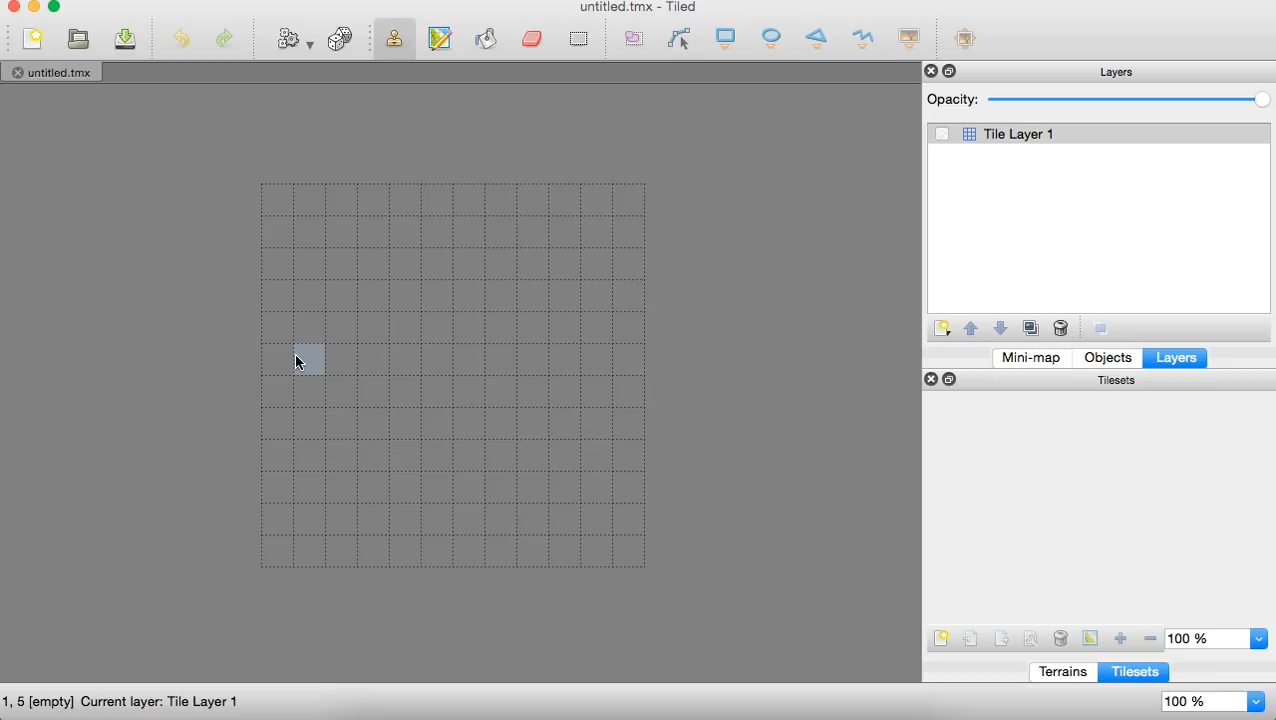 untitled.tmx - Tiled
untitled.tmx
Layers
Opacity:
Tile Layer 1
Mini-map Objects Layers
Tilesets
100 %
Terrains Tilesets
1, 5 [empty] Current layer: Tile Layer 1
100 %